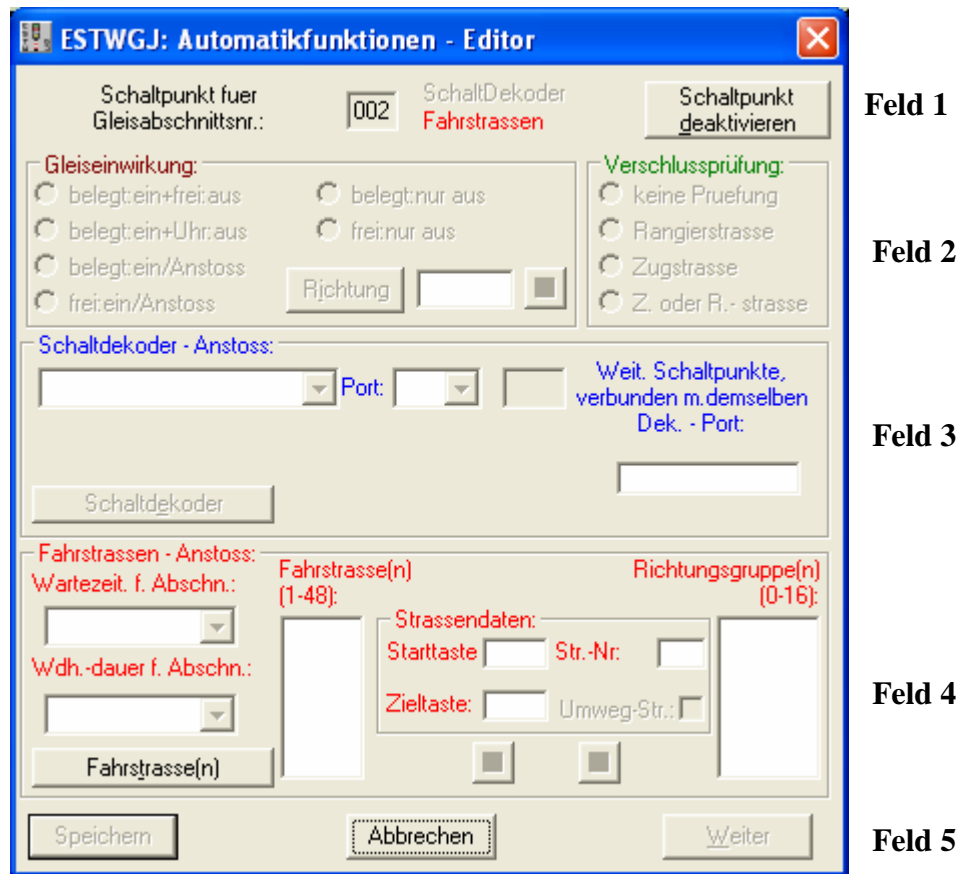 ESTWGJ: Automatikfunktionen - Editor
Schaltpunkt fuer
Gleisabschnittsnr.:
002
SchaltDekoder
Fahrstrassen
Schaltpunkt
deaktivieren
Feld 1
Gleiseinwirkung:
belegt:ein+frei:aus
belegt:nur aus
belegt:ein+Uhr:aus
frei:nur aus
belegt:ein/Anstoss
frei:ein/Anstoss
Richtung
Verschlussprüfung:
keine Pruefung
Rangierstrasse
Zugstrasse
Z. oder R.- strasse
Feld 2
Schaltdekoder - Anstoss:
Port:
Weit. Schaltpunkte,
verbunden m.demselben
Dek. - Port:
Schaltdekoder
Feld 3
Fahrstrassen - Anstoss:
Wartezeit. f. Abschn.:
Wdh.-dauer f. Abschn.:
Fahrstrasse(n)
Fahrstrasse(n)
(1-48):
Strassendaten:
Starttaste
Str.-Nr:
Zieltaste:
Umweg-Str.:
Richtungsgruppe(n)
(0-16):
Feld 4
Speichern
Abbrechen
Weiter
Feld 5